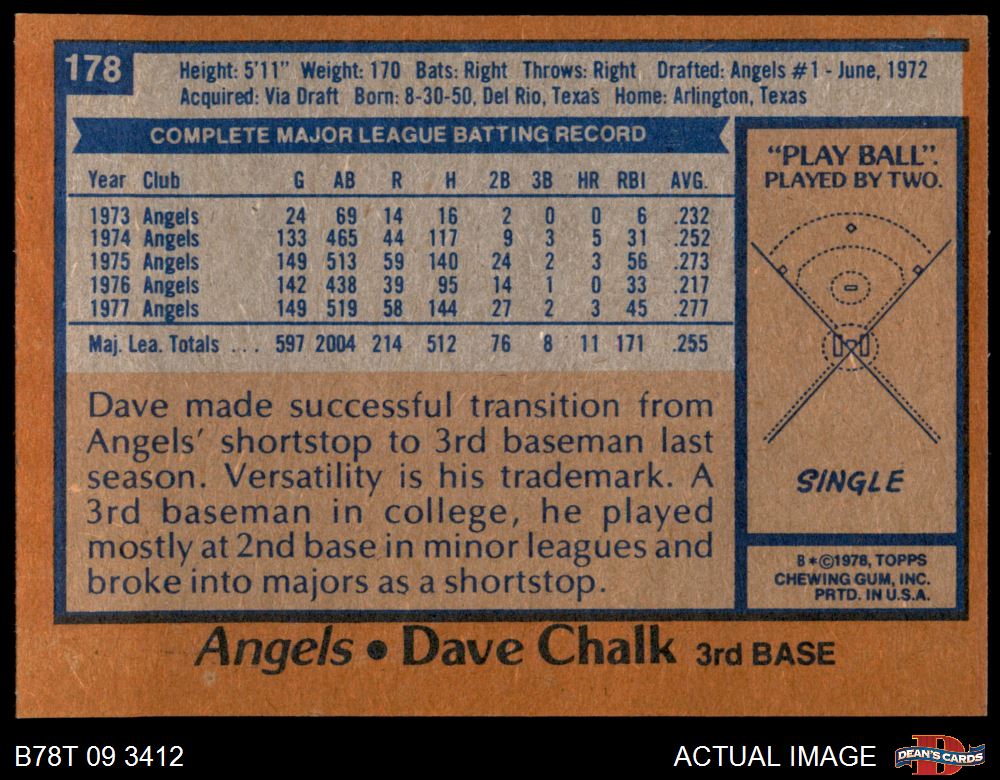 178
Height: 5'11" Weight: 170 Bats: Right Throws: Right Drafted: Angels #1 - June, 1972
Acquired: Via Draft Born: 8-30-50, Del Rio, Texas Home: Arlington, Texas
COMPLETE MAJOR LEAGUE BATTING RECORD
Year Club G AB R H 2B 3B HR RBI AVG.
1973 Angels 24 69 14 16 2 0 0 6 .232
1974 Angels 133 465 44 117 9 3 5 31 .252
1975 Angels 149 513 59 140 24 2 3 56 .273
1976 Angels 142 438 39 95 14 1 0 33 .217
1977 Angels 149 519 58 144 27 2 3 45 .277
Maj. Lea. Totals ... 597 2004 214 512 76 8 11 171 .255
Dave made successful transition from
Angels' shortstop to 3rd baseman last
season. Versatility is his trademark. A
3rd baseman in college, he played
mostly at 2nd base in minor leagues and
broke into majors as a shortstop.
"PLAY BALL".
PLAYED BY TWO.
SINGLE
B*©1978, TOPPS
CHEWING GUM, INC.
PRTD. IN U.S.A.
Angels • Dave Chalk 3rd BASE
B78T 09 3412
ACTUAL IMAGE
DEAN'S CARDS